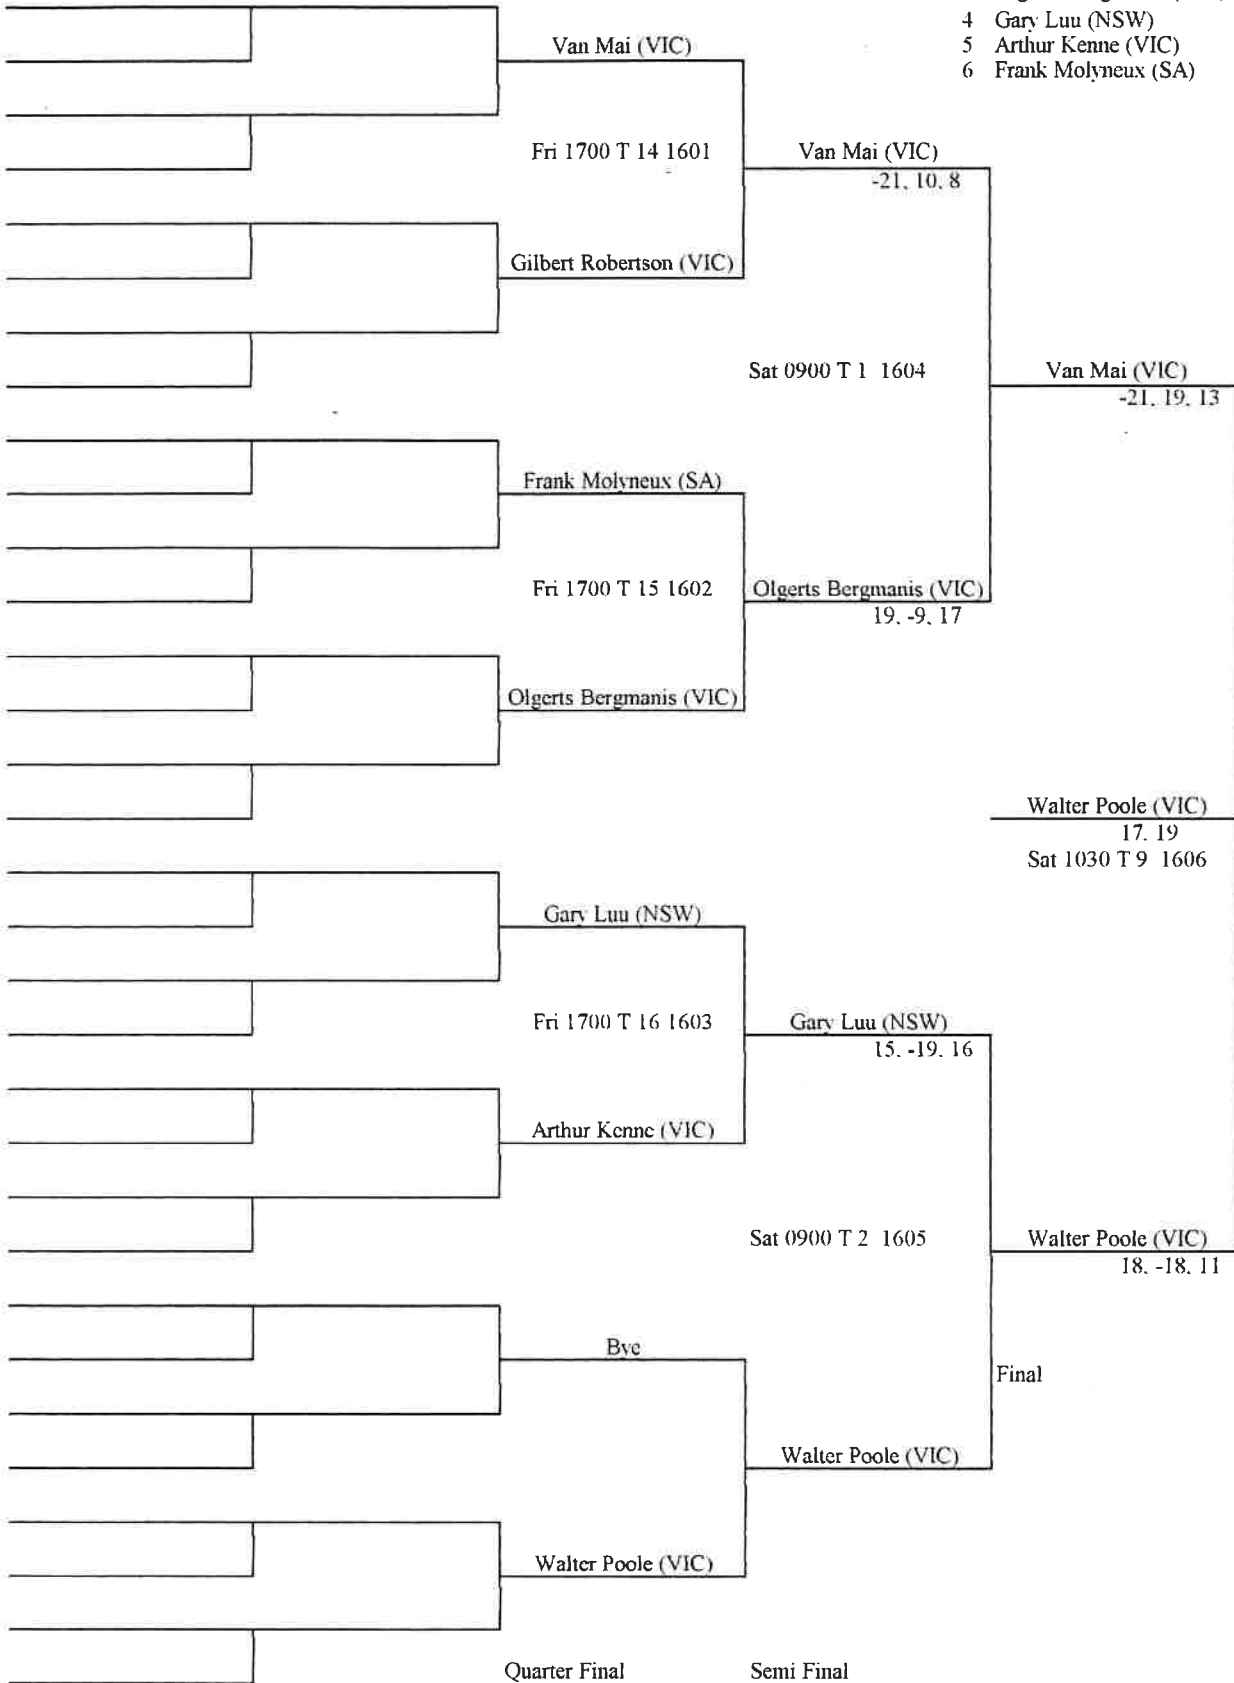 4 Gary Luu (NSW)
5 Arthur Kenne (VIC)
6 Frank Molyneux (SA)
Van Mai (VIC)
Fri 1700 T 14 1601
Van Mai (VIC)
-21, 10, 8
Gilbert Robertson (VIC)
Sat 0900 T 1 1604
Van Mai (VIC)
-21, 19, 13
Frank Molyneux (SA)
Fri 1700 T 15 1602
Olgerts Bergmanis (VIC)
19, -9, 17
Olgerts Bergmanis (VIC)
Walter Poole (VIC)
17, 19
Sat 1030 T 9 1606
Gary Luu (NSW)
Fri 1700 T 16 1603
Gary Luu (NSW)
15, -19, 16
Arthur Kenne (VIC)
Sat 0900 T 2 1605
Walter Poole (VIC)
18, -18, 11
Bye
Final
Walter Poole (VIC)
Walter Poole (VIC)
Quarter Final Semi Final